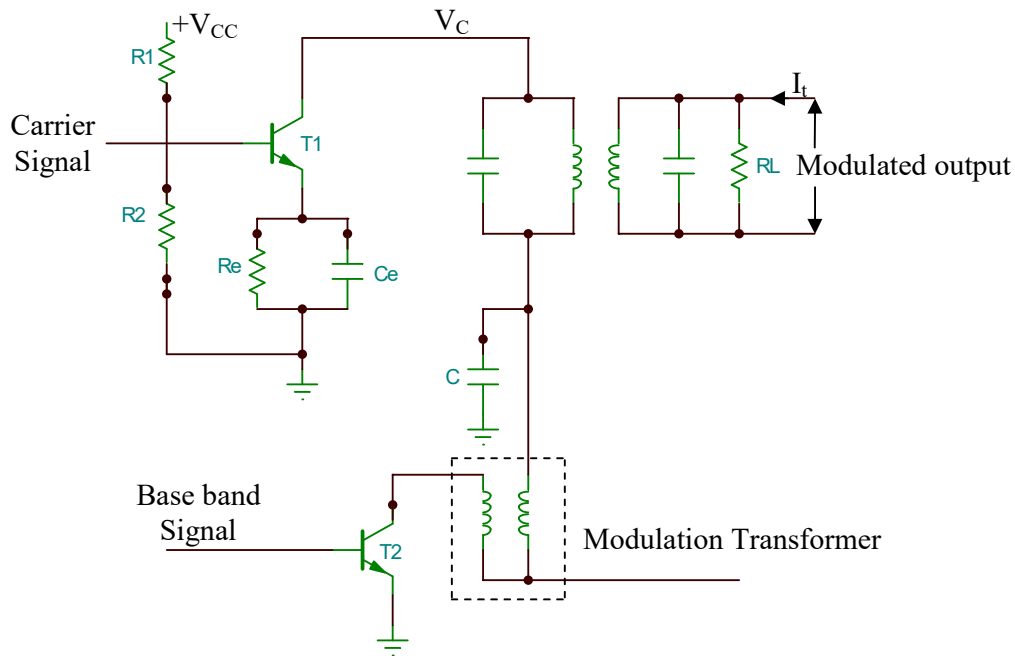 +VCC
VC
R1
It
Carrier
Signal
T1
RL
Modulated output
R2
Re
Ce
C
Base band
Signal
T2
Modulation Transformer